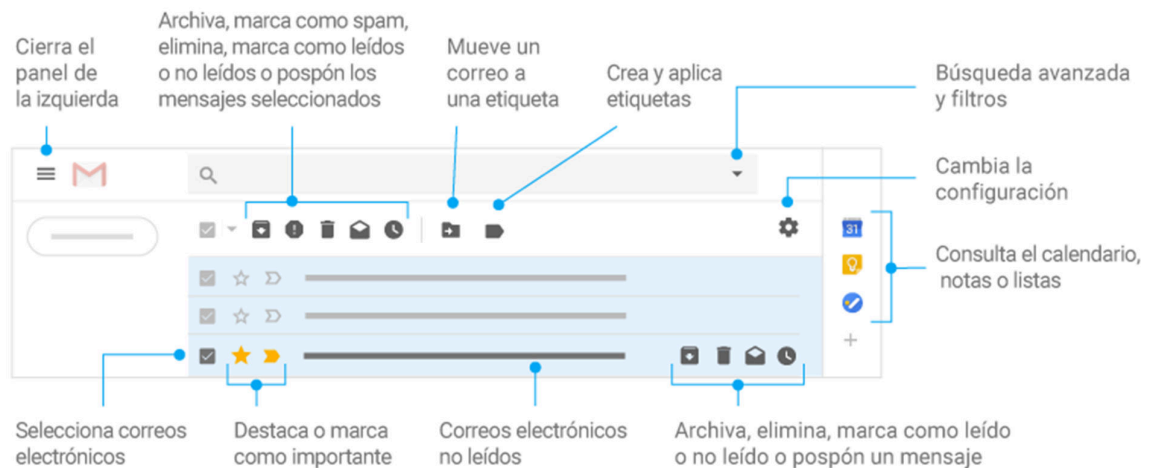 Archiva, marca como spam,
elimina, marca como leídos
o no leídos o pospón los
mensajes seleccionados
Cierra el
panel de
la izquierda
Mueve un
correo a
una etiqueta
Crea y aplica
etiquetas
Búsqueda avanzada
y filtros
Cambia la
configuración
31
Consulta el calendario,
notas o listas
Selecciona correos
electrónicos
Destaca o marca
como importante
Correos electrónicos
no leídos
Archiva, elimina, marca como leído
o no leído o pospón un mensaje